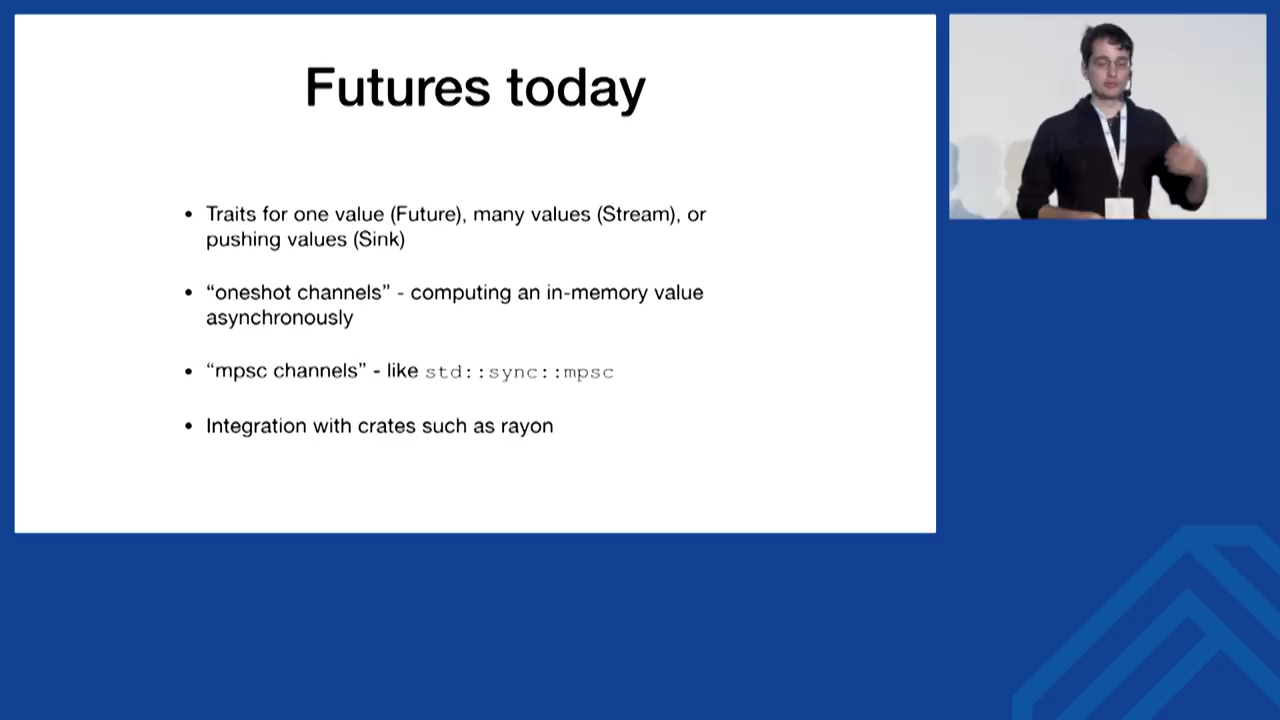 Futures today
• Traits for one value (Future), many values (Stream), or
pushing values (Sink)
• “oneshot channels” - computing an in-memory value
asynchronously
• “mpsc channels” - like std::sync::mpsc
• Integration with crates such as rayon